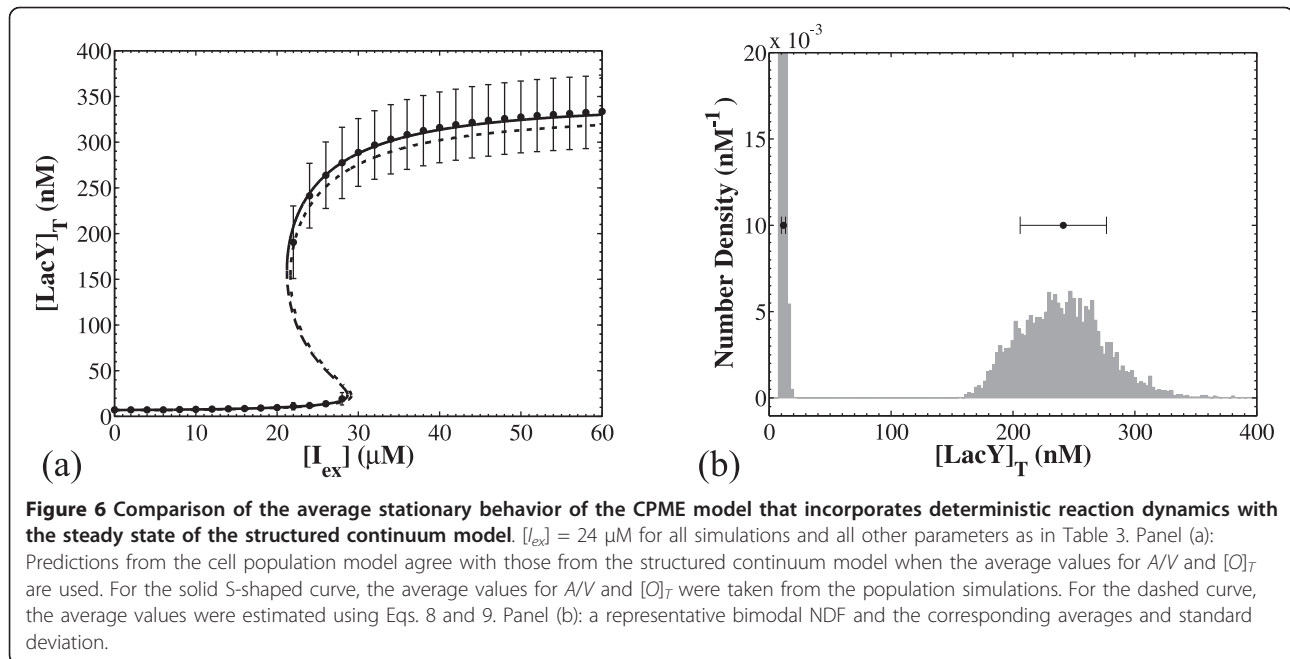 400
350
300
250
200
150
100
50
0
[LacY]T (nM)
0 10 20 30 40 50 60
[Iex] (μM)
(a)
x 10-3
20
15
10
5
0
Number Density (nM-1)
0 100 200 300 400
[LacY]T (nM)
(b)
Figure 6 Comparison of the average stationary behavior of the CPME model that incorporates deterministic reaction dynamics with
the steady state of the structured continuum model. [Iex] = 24 μM for all simulations and all other parameters as in Table 3. Panel (a):
Predictions from the cell population model agree with those from the structured continuum model when the average values for A/V and [O]T
are used. For the solid S-shaped curve, the average values for A/V and [O]T were taken from the population simulations. For the dashed curve,
the average values were estimated using Eqs. 8 and 9. Panel (b): a representative bimodal NDF and the corresponding averages and standard
deviation.